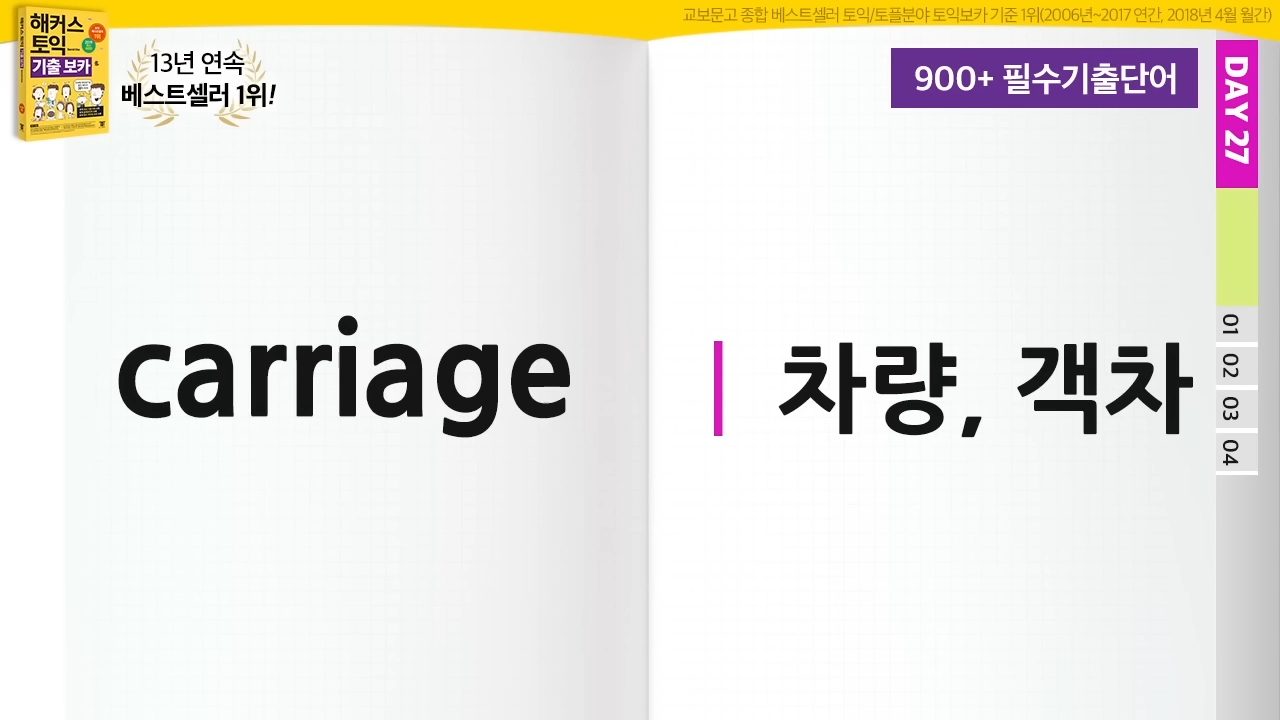 교보문고 종합 베스트셀러 토익/토플분야 토익보카 기준 1위(2006년~2017 연간, 2018년 4월 월간)
해커스
토익
기출 보카
13년 연속
베스트셀러 1위!
900+ 필수기출단어
DAY 27
carriage
차량, 객차
01
02
03
04